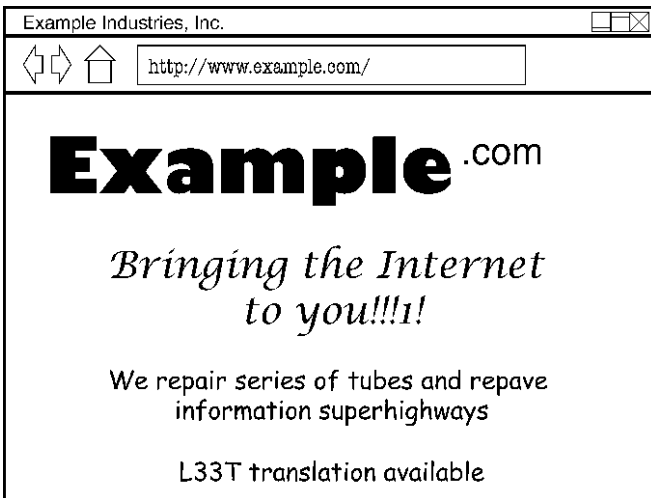 Example Industries, Inc.
http://www.example.com/
Example.com
Bringing the Internet
to you!!!1!
We repair series of tubes and repave
information superhighways
L33T translation available